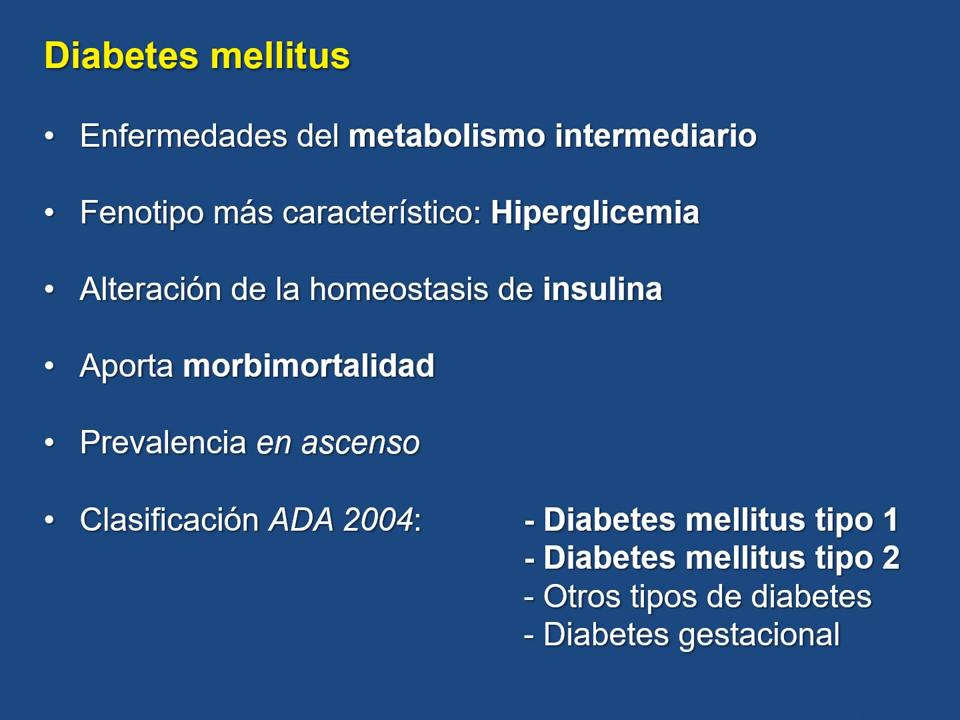 Diabetes mellitus
• Enfermedades del metabolismo intermediario
• Fenotipo más característico: Hiperglicemia
• Alteración de la homeostasis de insulina
• Aporta morbimortalidad
• Prevalencia en ascenso
• Clasificación ADA 2004: - Diabetes mellitus tipo 1
- Diabetes mellitus tipo 2
- Otros tipos de diabetes
- Diabetes gestacional